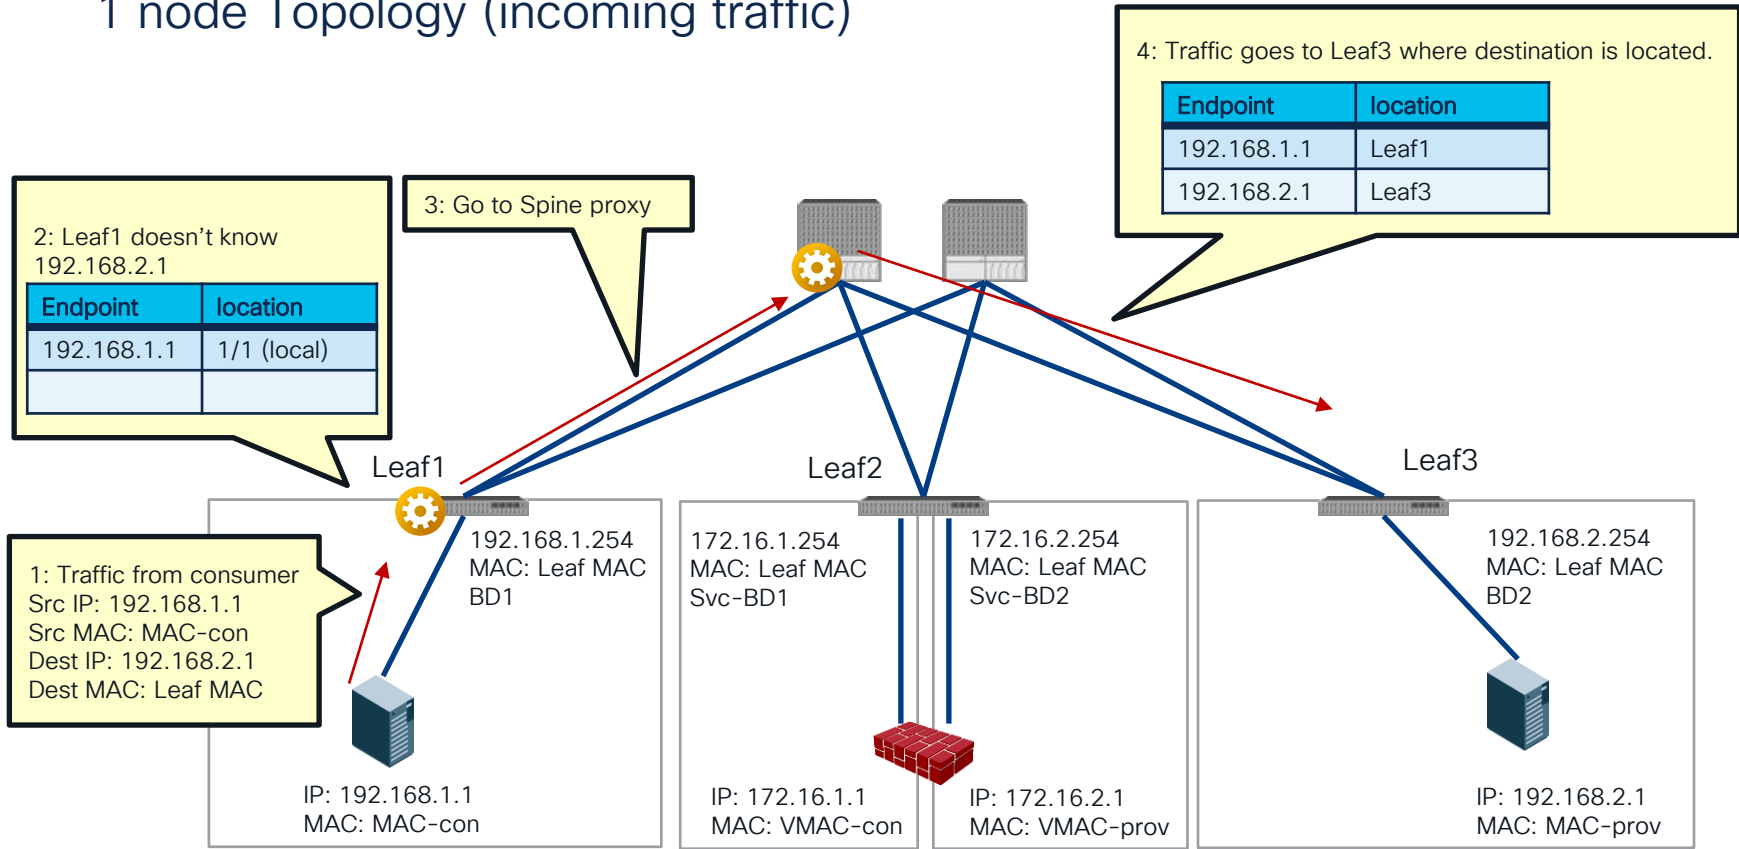 1 node Topology (incoming traffic)
4: Traffic goes to Leaf3 where destination is located.
Endpoint location
192.168.1.1 Leaf1
192.168.2.1 Leaf3
3: Go to Spine proxy
2: Leaf1 doesn't know
192.168.2.1
Endpoint location
192.168.1.1 1/1 (local)
Leaf1
Leaf2
Leaf3
1: Traffic from consumer
Src IP: 192.168.1.1
Src MAC: MAC-con
Dest IP: 192.168.2.1
Dest MAC: Leaf MAC
192.168.1.254
MAC: Leaf MAC
BD1
172.16.1.254
MAC: Leaf MAC
Svc-BD1
172.16.2.254
MAC: Leaf MAC
Svc-BD2
192.168.2.254
MAC: Leaf MAC
BD2
IP: 192.168.1.1
MAC: MAC-con
IP: 172.16.1.1
MAC: VMAC-con
IP: 172.16.2.1
MAC: VMAC-prov
IP: 192.168.2.1
MAC: MAC-prov